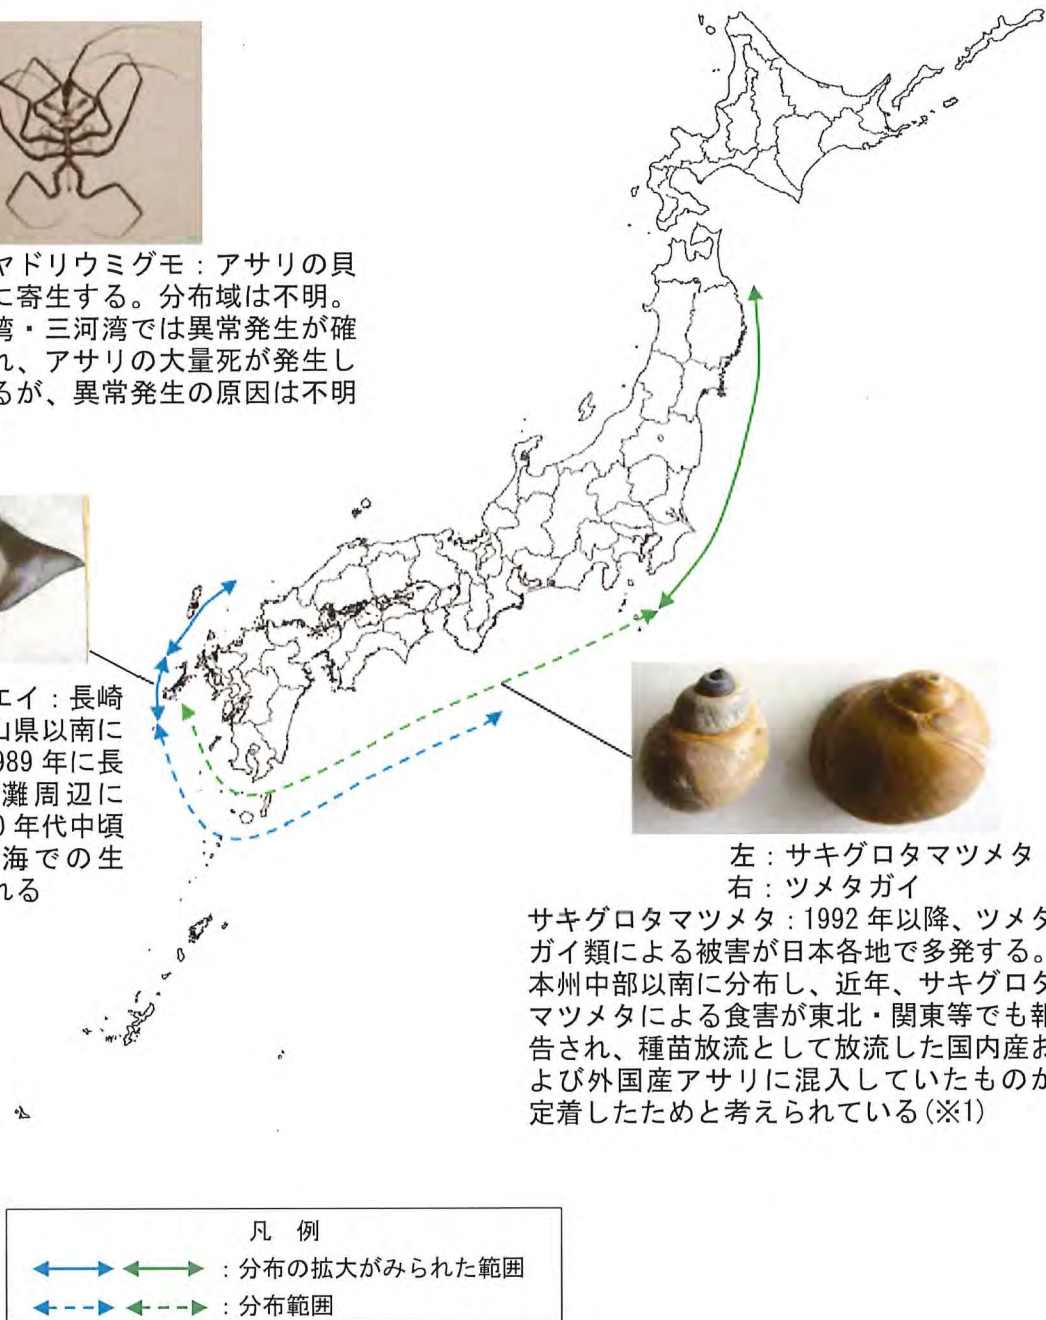 ヤドリウミグモ：アサリの貝
に寄生する。分布域は不明。
湾・三河湾では異常発生が確
れ、アサリの大量死が発生し
るが、異常発生の原因は不明
エイ：長崎
山県以南に
989 年に長
灘周辺に
0 年代中頃
海での生
れる
左：サキグロタマツメタ
右：ツメタガイ
サキグロタマツメタ：1992 年以降、ツメタ
ガイ類による被害が日本各地で多発する。
本州中部以南に分布し、近年、サキグロタ
マツメタによる食害が東北・関東等でも報
告され、種苗放流として放流した国内産お
よび外国産アサリに混入していたものが
定着したためと考えられている(※1)
凡 例
：分布の拡大がみられた範囲
：分布範囲